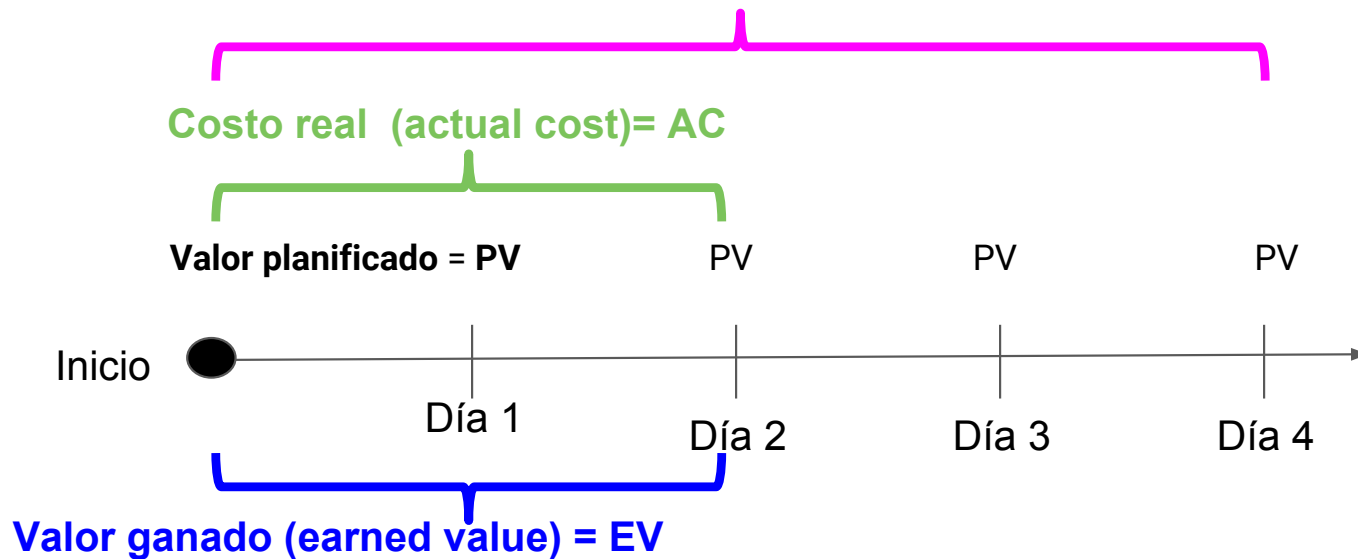 Costo real (actual cost)= AC
Valor planificado = PV PV PV PV
Inicio
Día 1 Día 2 Día 3 Día 4
Valor ganado (earned value) = EV